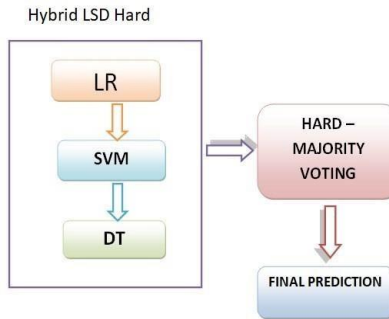 Hybrid LSD Hard
LR
SVM
DT
HARD –
MAJORITY
VOTING
FINAL PREDICTION